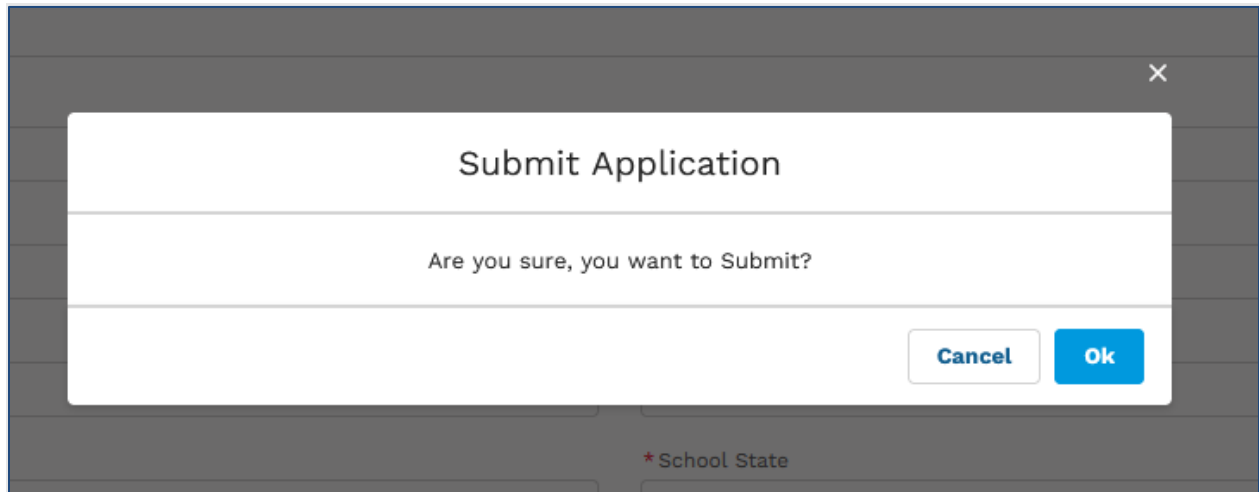 Submit Application
Are you sure, you want to Submit?
Cancel Ok
* School State